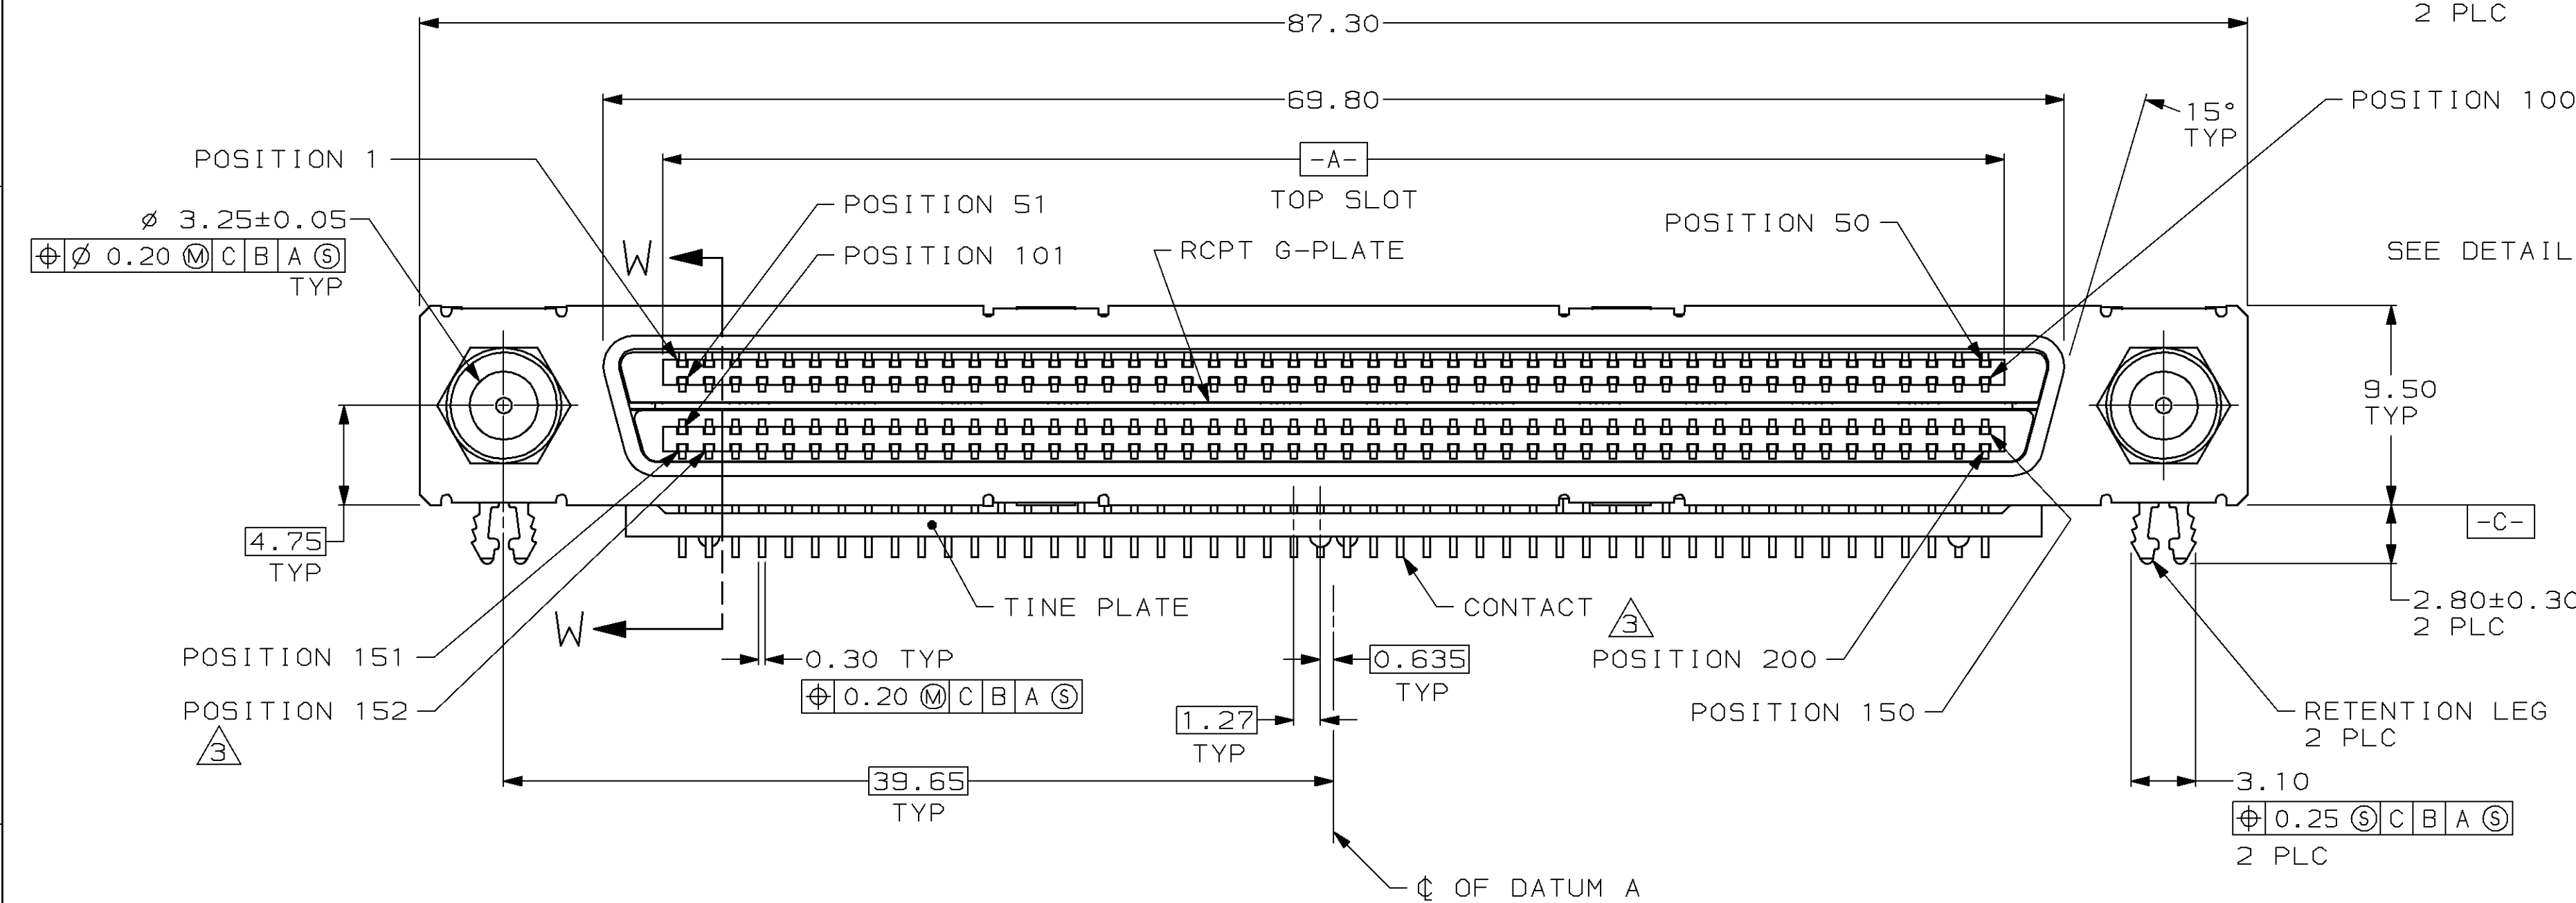 87.30
2 PLC
69.80
POSITION 100
15°
TYP
POSITION 1
-A-
TOP SLOT
POSITION 51
⌀ 3.25±0.05
⌖ ⌀ 0.20 Ⓜ C B A Ⓢ
TYP
POSITION 50
W
POSITION 101
RCPT G-PLATE
SEE DETAIL
9.50
TYP
4.75
TYP
-C-
TINE PLATE
CONTACT 3
2.80±0.30
2 PLC
W
POSITION 151
0.30 TYP
⌖ 0.20 Ⓜ C B A Ⓢ
0.635
TYP
POSITION 200
POSITION 152
3
1.27
TYP
POSITION 150
RETENTION LEG
2 PLC
39.65
TYP
3.10
⌖ 0.25 Ⓢ C B A Ⓢ
2 PLC
℄ OF DATUM A